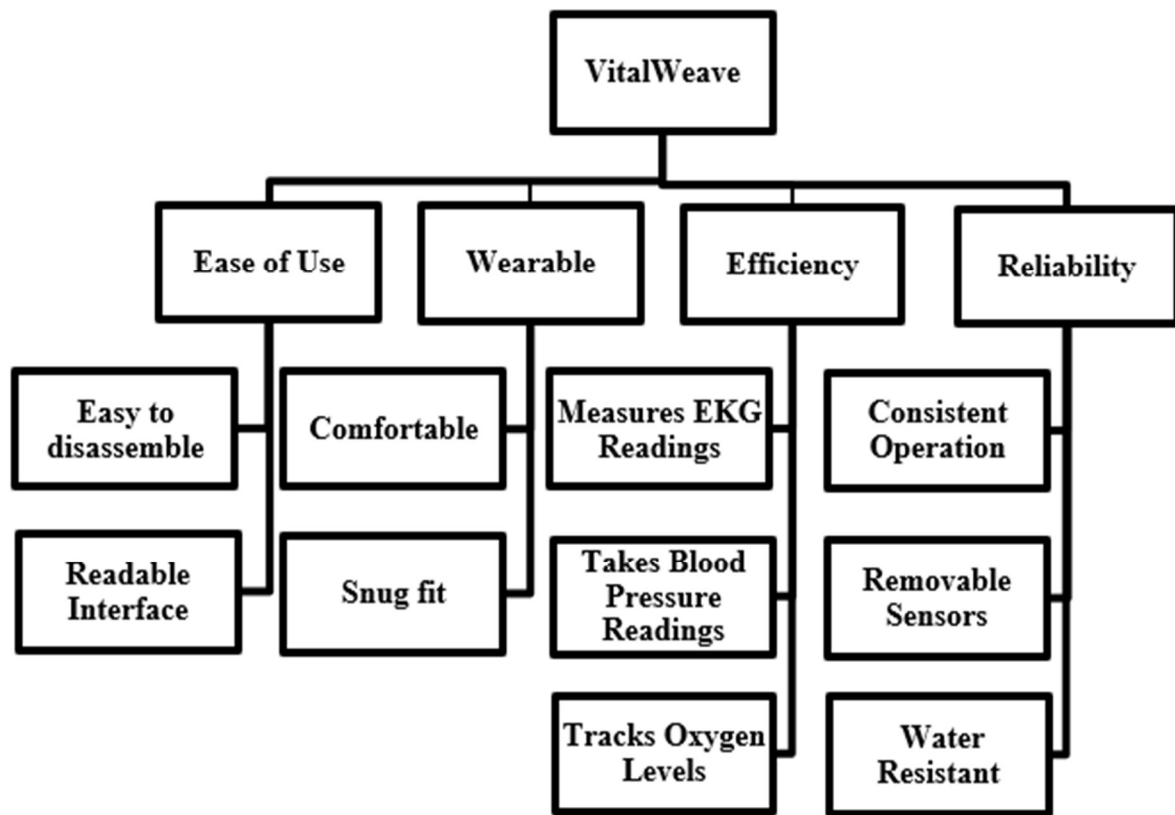 VitalWeave
Ease of Use
Wearable
Efficiency
Reliability
Easy to
disassemble
Comfortable
Measures EKG
Readings
Consistent
Operation
Readable
Interface
Snug fit
Takes Blood
Pressure
Readings
Removable
Sensors
Tracks Oxygen
Levels
Water
Resistant